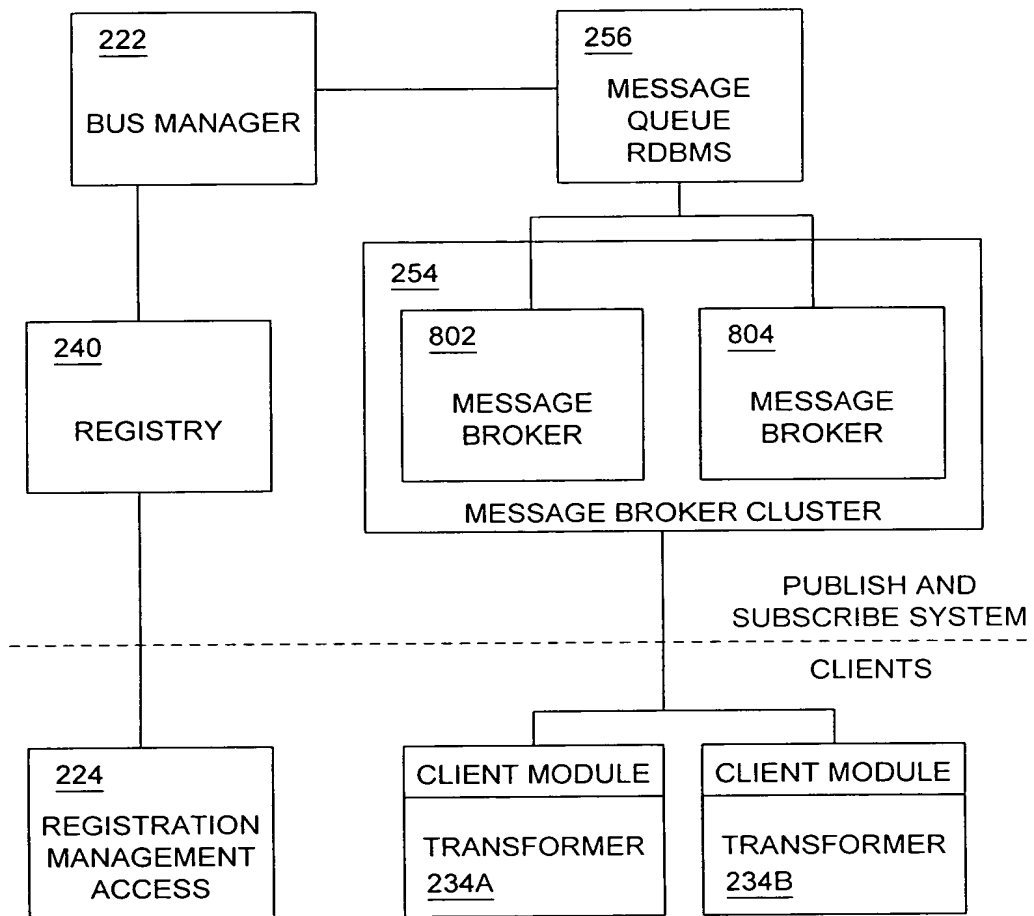 222
BUS MANAGER
256
MESSAGE
QUEUE
RDBMS
254
802
MESSAGE
BROKER
804
MESSAGE
BROKER
MESSAGE BROKER CLUSTER
240
REGISTRY
PUBLISH AND
SUBSCRIBE SYSTEM
CLIENTS
224
REGISTRATION
MANAGEMENT
ACCESS
CLIENT MODULE
TRANSFORMER
234A
CLIENT MODULE
TRANSFORMER
234B